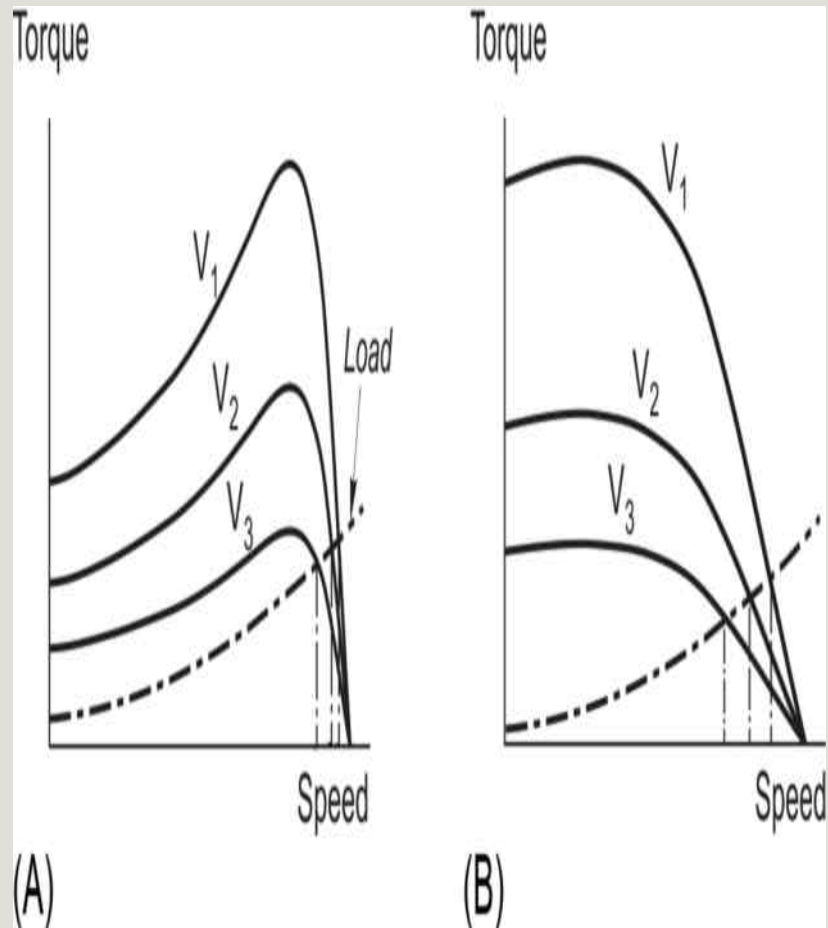 Torque
V₁
V₂
V₃
Load
Speed
(A)
Torque
V₁
V₂
V₃
Speed
(B)